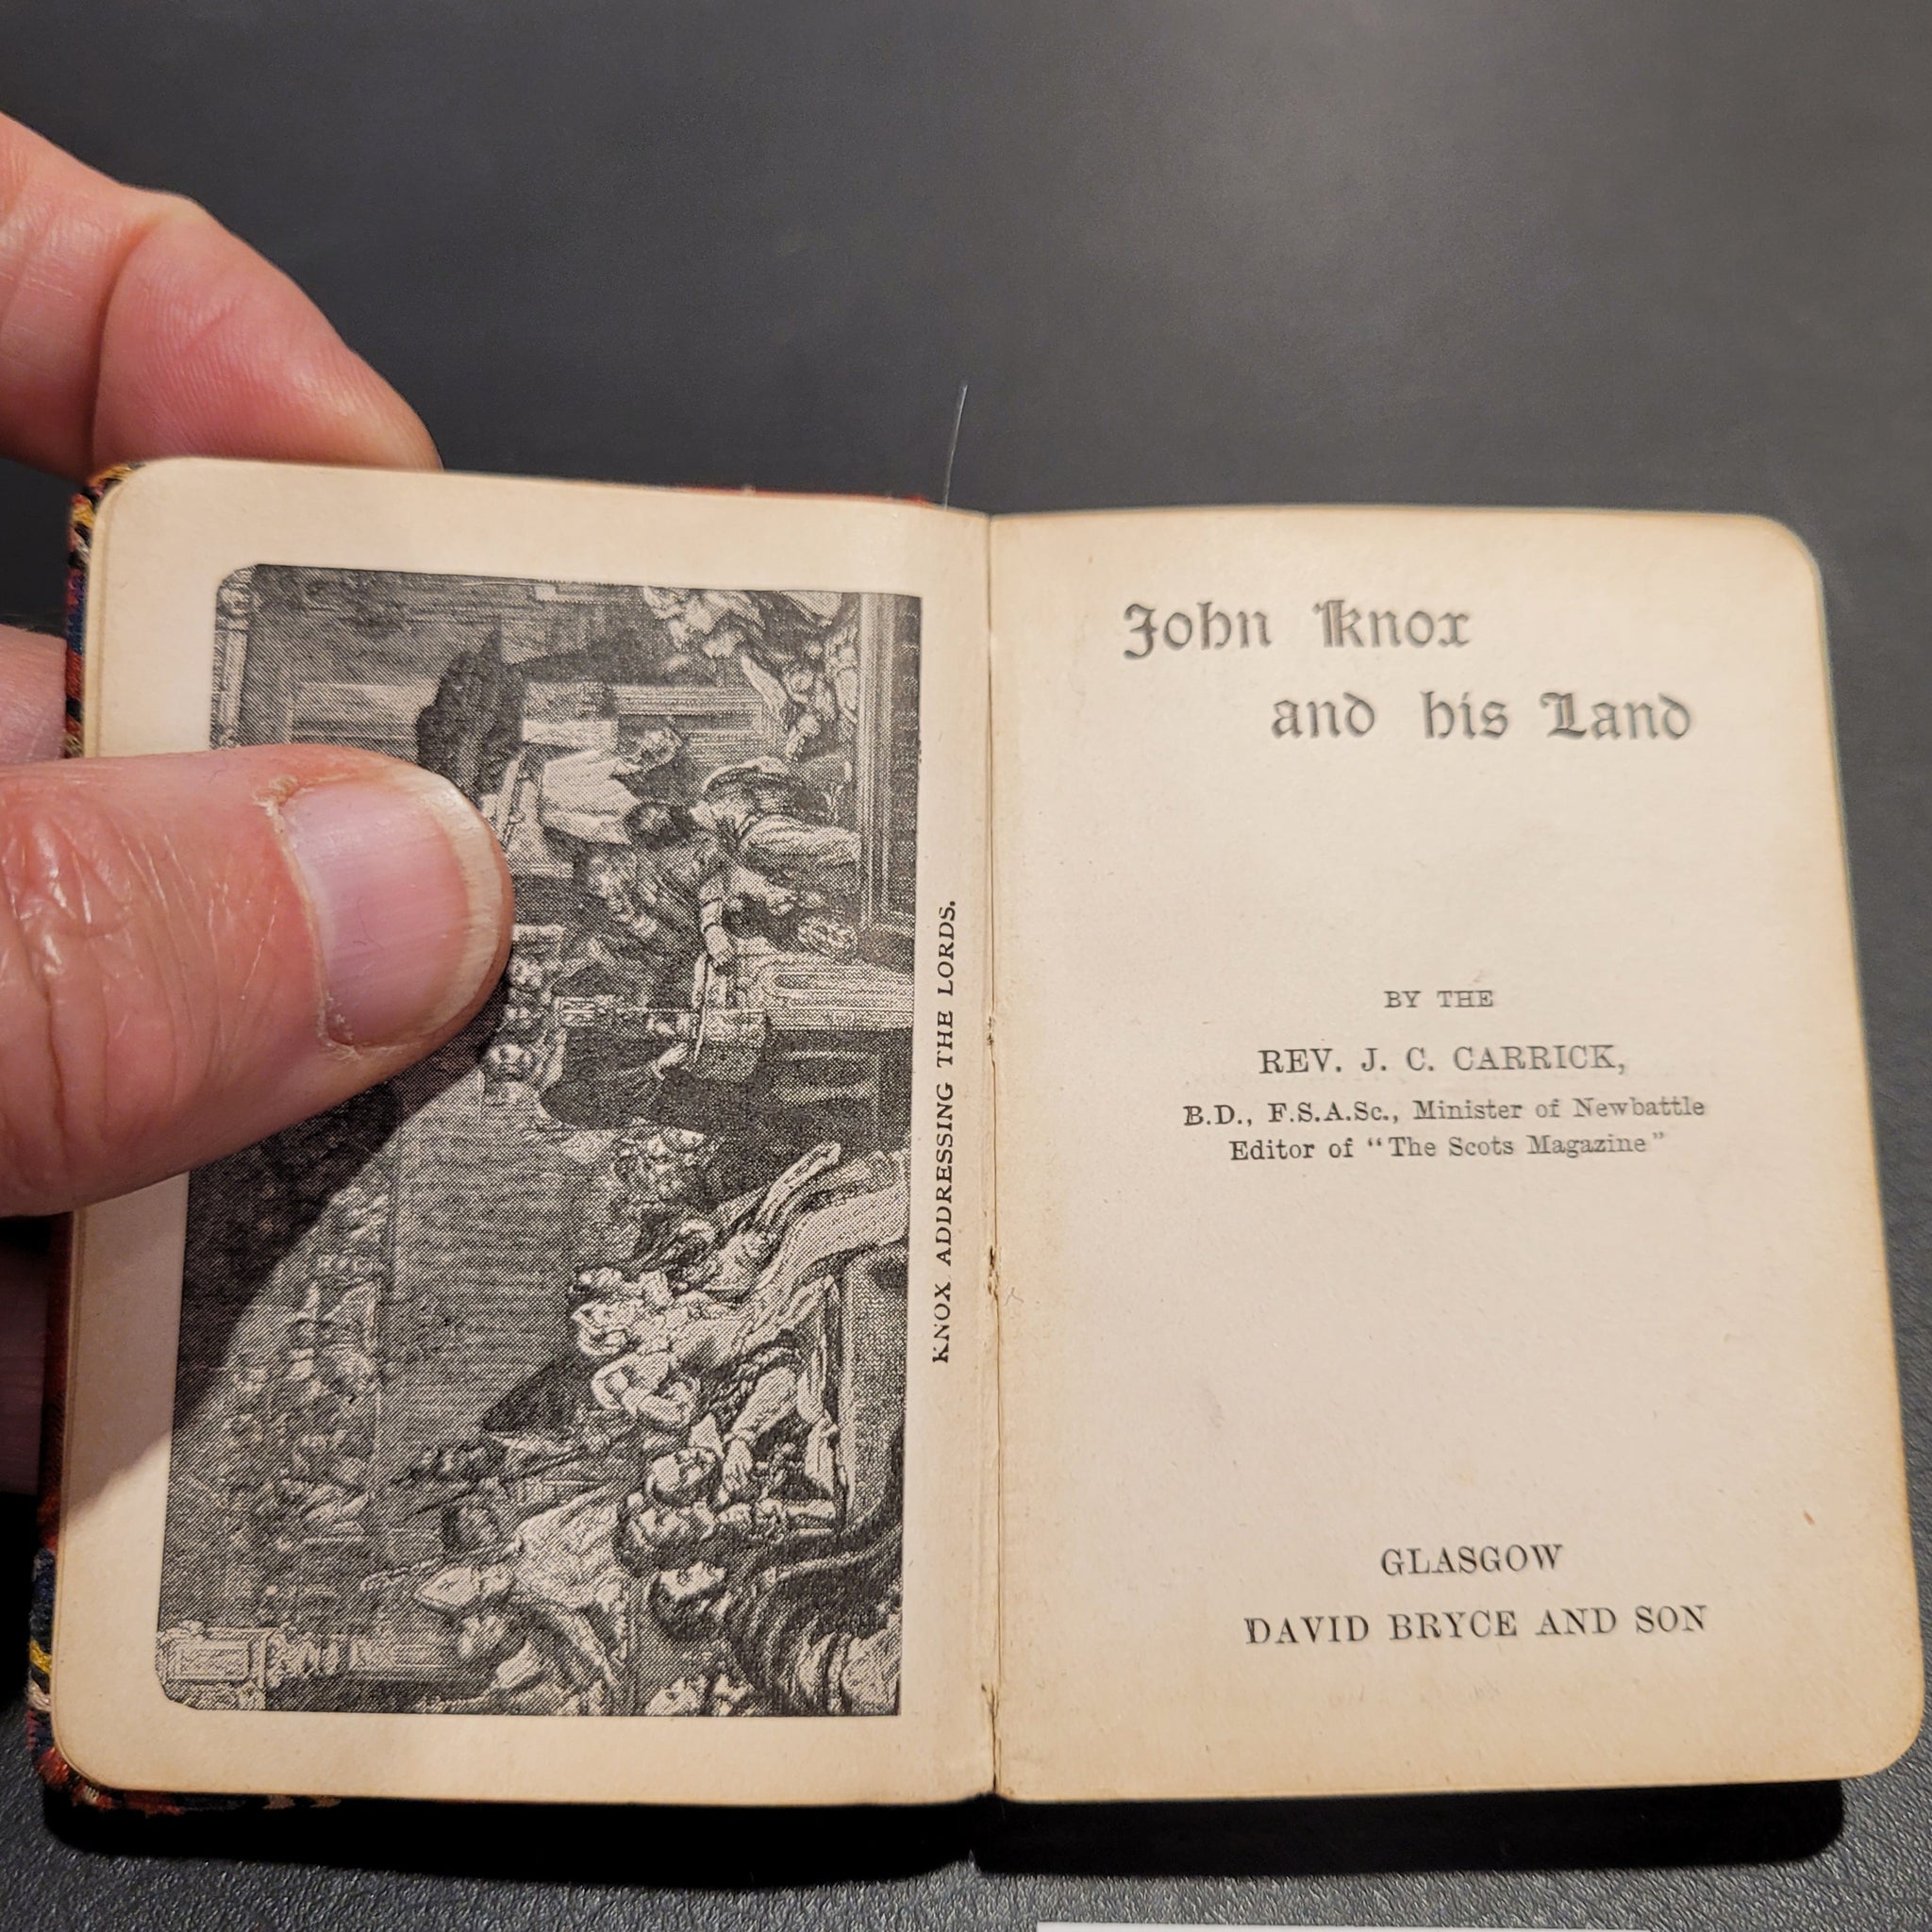 KNOX ADDRESSING THE LORDS.
John Knox
and his Land
BY THE
REV. J. C. CARRICK,
B.D., F.S.A.Sc., Minister of Newbattle
Editor of "The Scots Magazine"
GLASGOW
DAVID BRYCE AND SON